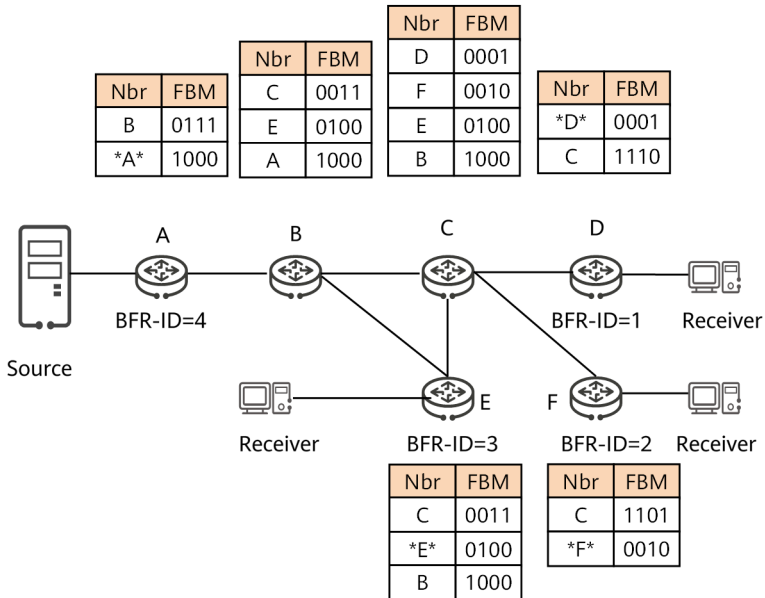 Nbr FBM
D 0001
F 0010
E 0100
B 1000
Nbr FBM
C 0011
E 0100
A 1000
Nbr FBM
B 0111
*A* 1000
Nbr FBM
*D* 0001
C 1110
A
B
C
D
BFR-ID=4
BFR-ID=1
Receiver
Source
E
F
Receiver
BFR-ID=3
BFR-ID=2
Receiver
Nbr FBM
C 0011
*E* 0100
B 1000
Nbr FBM
C 1101
*F* 0010